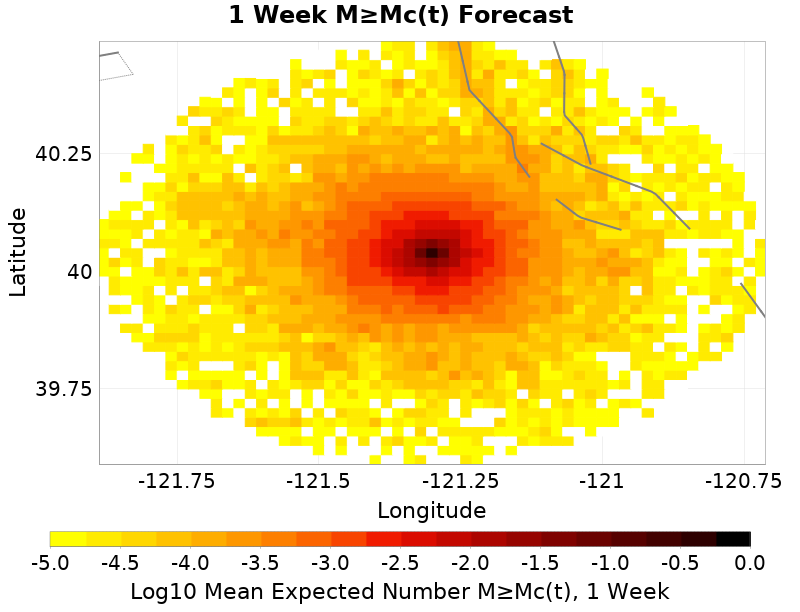 1 Week M≥Mc(t) Forecast
40.25
40
39.75
Latitude
-121.75 -121.5 -121.25 -121 -120.75
Longitude
-5.0 -4.5 -4.0 -3.5 -3.0 -2.5 -2.0 -1.5 -1.0 -0.5 0.0
Log10 Mean Expected Number M≥Mc(t), 1 Week